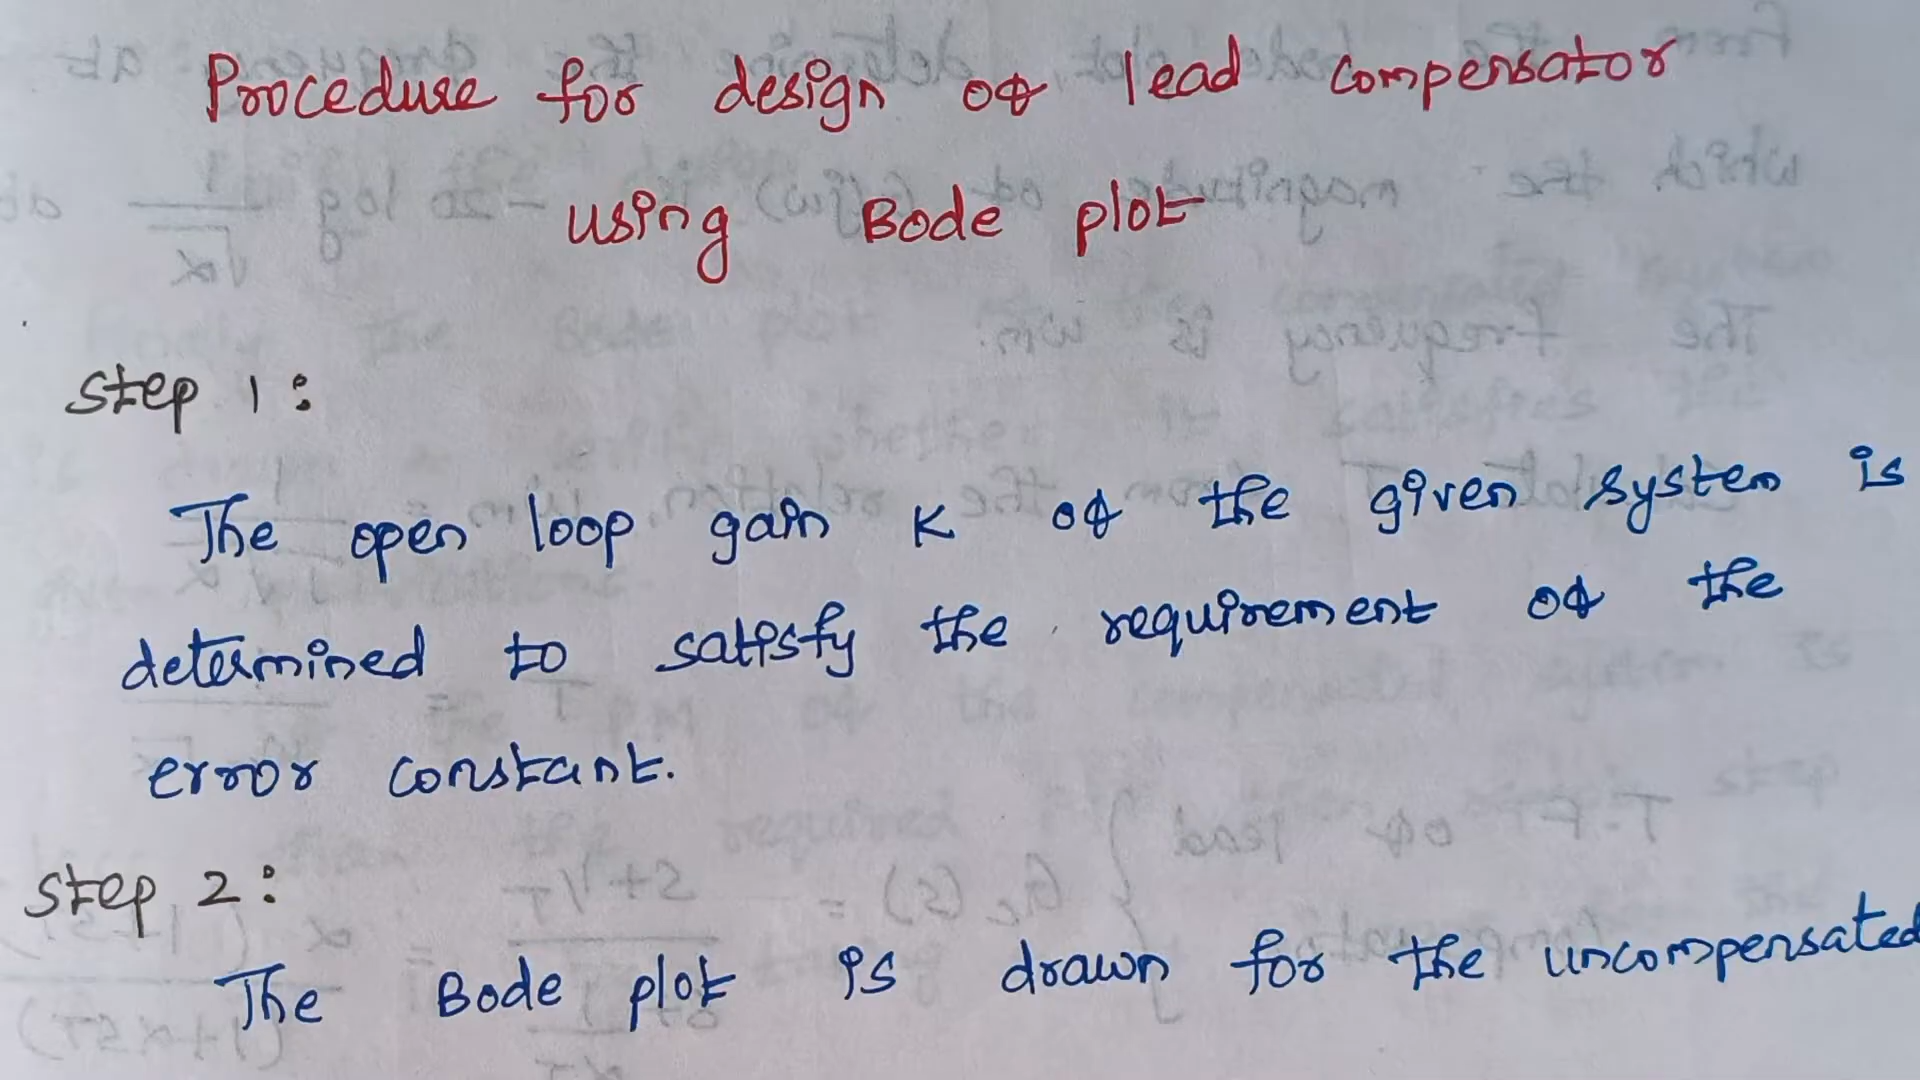 Procedure for design of lead compensator
using Bode plot
Step 1:
The open loop gain K of the given system is
determined to satisfy the requirement of the
error constant.
Step 2:
The Bode plot is drawn for the uncompensated